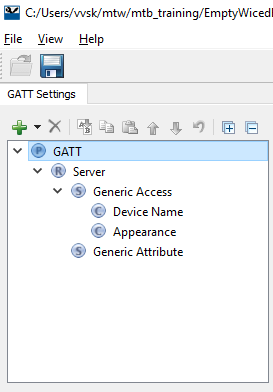 C:/Users/vvsk/mtw/mtb_training/EmptyWiced
File View Help
GATT Settings
P GATT
R Server
S Generic Access
C Device Name
C Appearance
S Generic Attribute